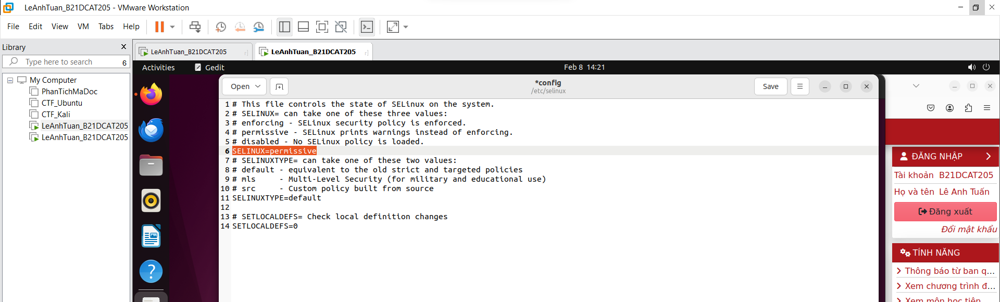 LeAnhTuan_B21DCAT205 - VMware Workstation
File Edit View VM Tabs Help
Library
Type here to search
6
My Computer
PhanTichMaDoc
CTF_Ubuntu
CTF_Kali
LeAnhTuan_B21DCAT205
LeAnhTuan_B21DCAT205
LeAnhTuan_B21DCAT205
LeAnhTuan_B21DCAT205
Activities Gedit Feb 8 14:21
Open *config Save
/etc/selinux
1 # This file controls the state of SELinux on the system.
2 # SELINUX= can take one of these three values:
3 # enforcing - SELinux security policy is enforced.
4 # permissive - SELinux prints warnings instead of enforcing.
5 # disabled - No SELinux policy is loaded.
6 SELINUX=permissive
7 # SELINUXTYPE= can take one of these two values:
8 # default - equivalent to the old strict and targeted policies
9 # mls     - Multi-Level Security (for military and educational use)
10 # src     - Custom policy built from source
11 SELINUXTYPE=default
12
13 # SETLOCALDEFS= Check local definition changes
14 SETLOCALDEFS=0
ĐĂNG NHẬP
Tài khoản B21DCAT205
Họ và tên Lê Anh Tuấn
Đăng xuất
Đổi mật khẩu
TÍNH NĂNG
Thông báo từ ban q...
Xem chương trình đ...
Xem môn học tiên